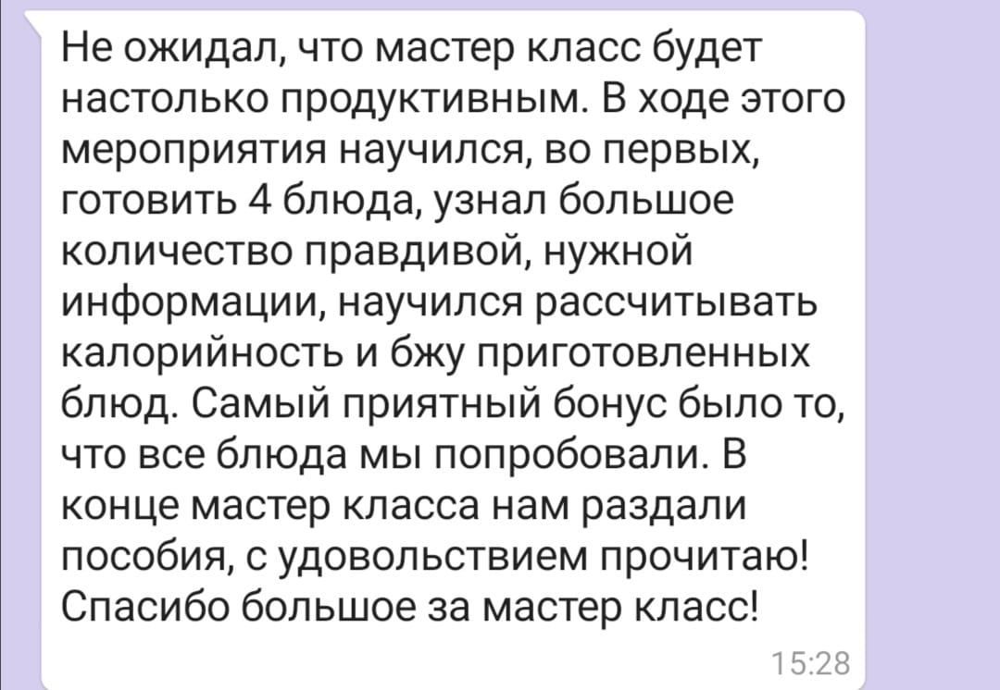 Не ожидал, что мастер класс будет
настолько продуктивным. В ходе этого
мероприятия научился, во первых,
готовить 4 блюда, узнал большое
количество правдивой, нужной
информации, научился рассчитывать
калорийность и бжу приготовленных
блюд. Самый приятный бонус было то,
что все блюда мы попробовали. В
конце мастер класса нам раздали
пособия, с удовольствием прочитаю!
Спасибо большое за мастер класс!
15:28